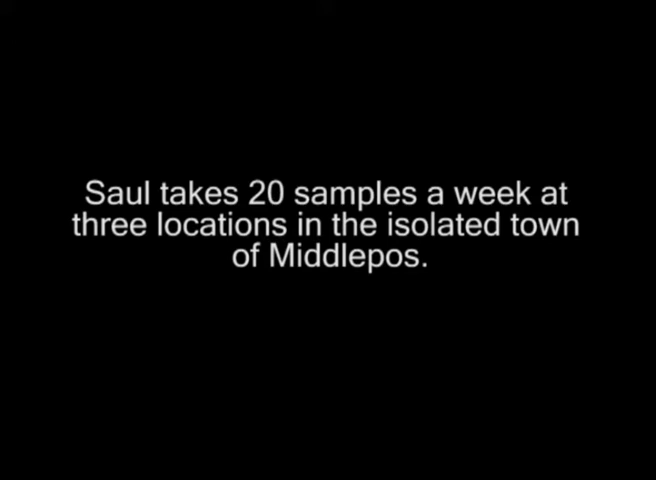 Saul takes 20 samples a week at
three locations in the isolated town
of Middlepos.